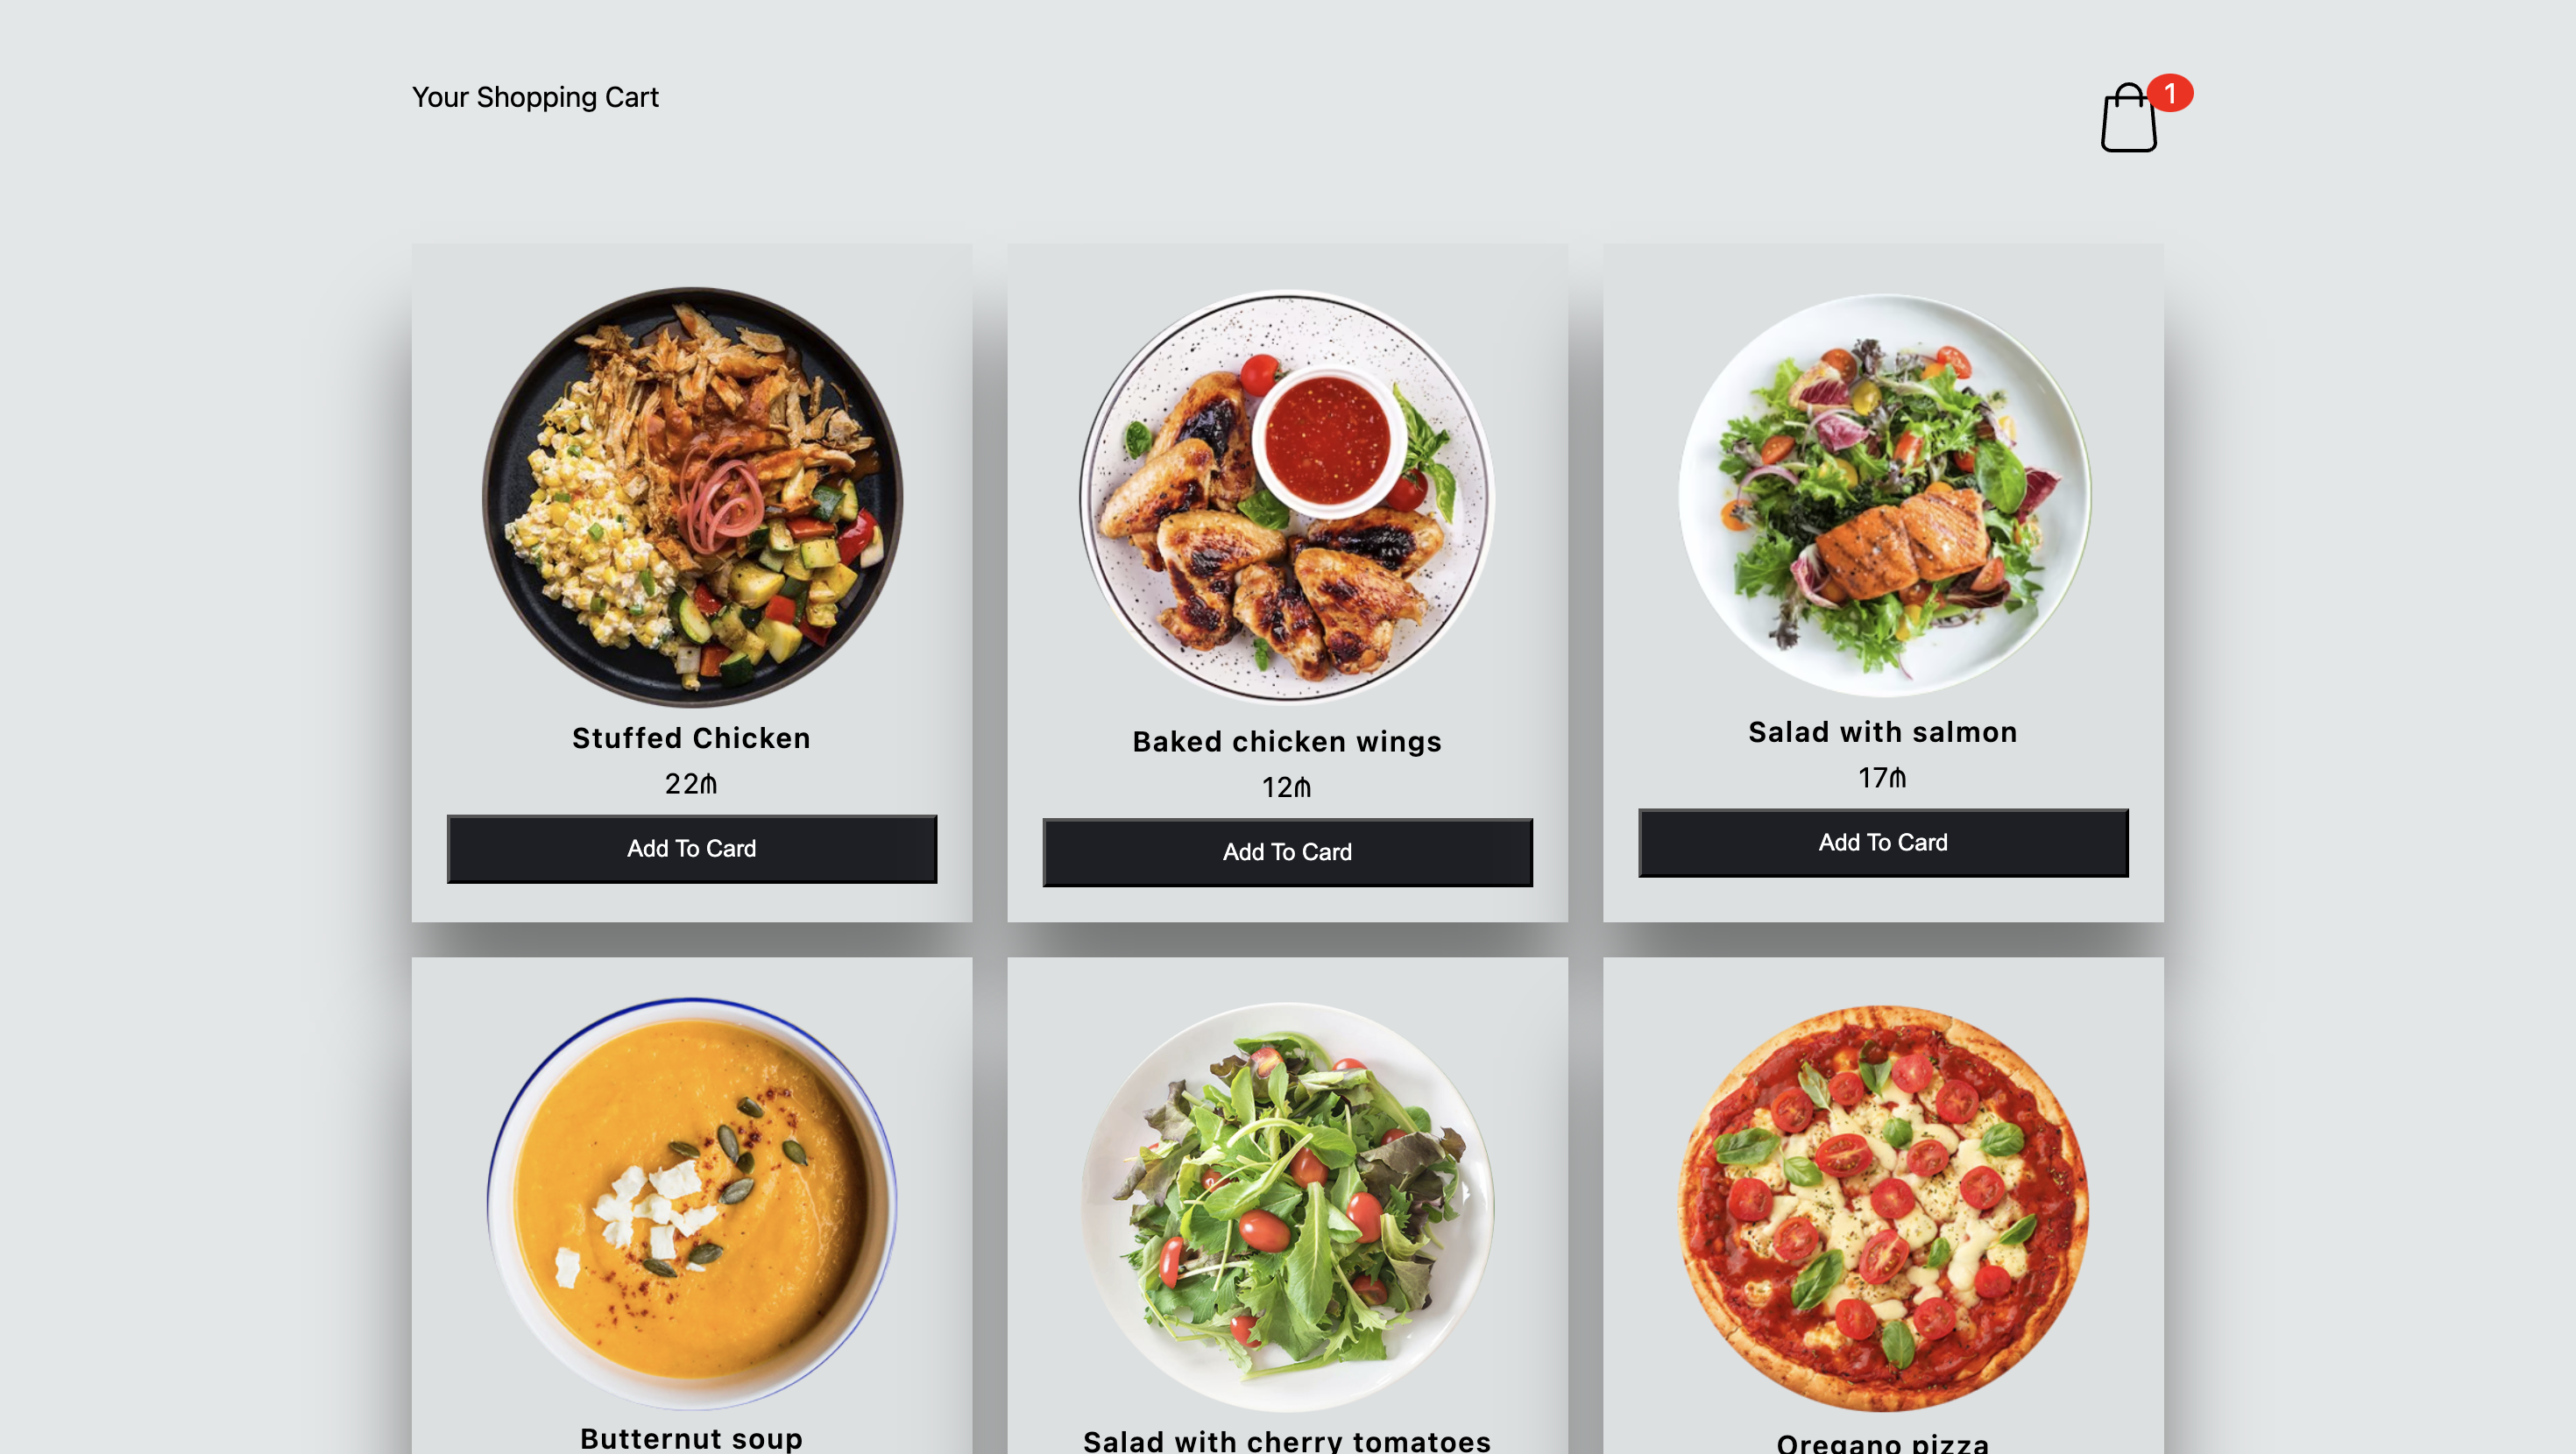 Your Shopping Cart
1
Stuffed Chicken
22₼
Add To Card
Baked chicken wings
12₼
Add To Card
Salad with salmon
17₼
Add To Card
Butternut soup
Salad with cherry tomatoes
Oregano pizza